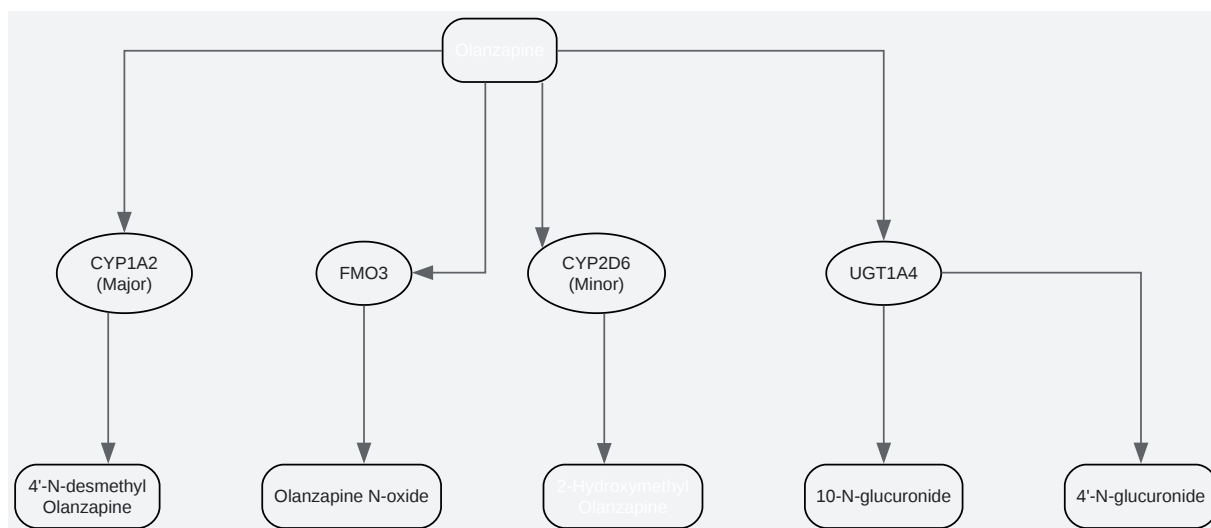 Olanzapine
CYP1A2
(Major)
FMO3
CYP2D6
(Minor)
UGT1A4
4'-N-desmethyl
Olanzapine
Olanzapine N-oxide
2-Hydroxymethyl
Olanzapine
10-N-glucuronide
4'-N-glucuronide